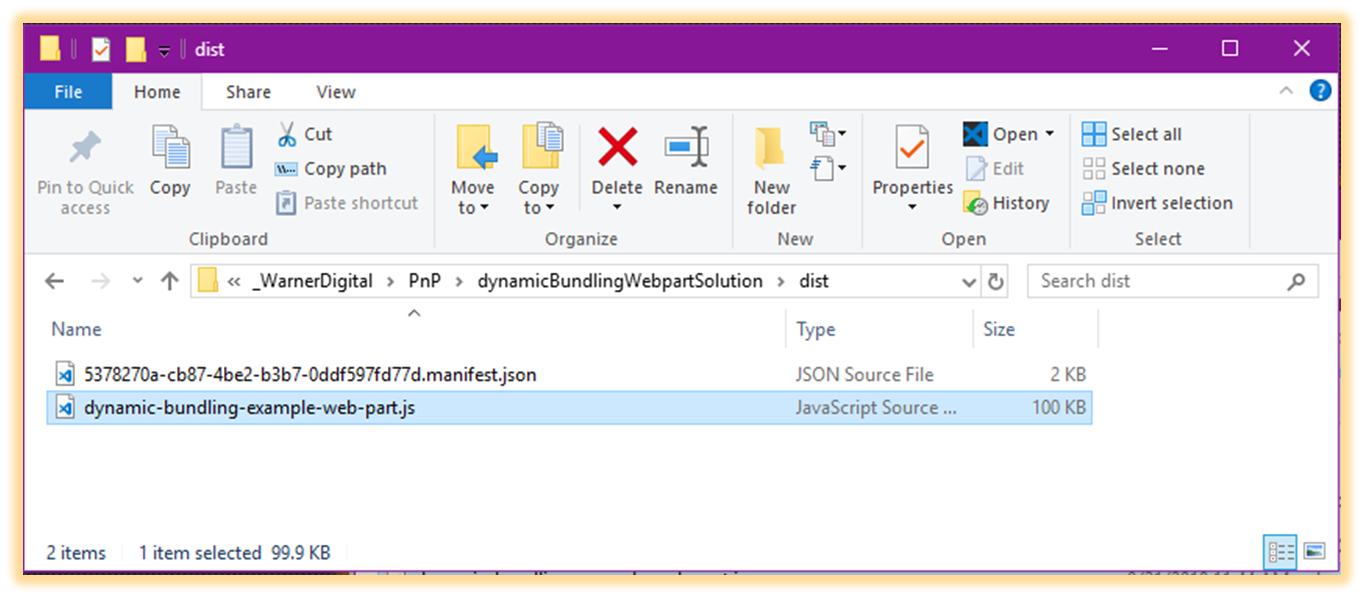 dist
File Home Share View
Pin to Quick access
Copy
Paste
Cut
Copy path
Paste shortcut
Clipboard
Move to
Copy to
Delete
Rename
Organize
New folder
New
Properties
Open
Edit
History
Open
Select all
Select none
Invert selection
Select
« _WarnerDigital > PnP > dynamicBundlingWebpartSolution > dist
Search dist
Name Type Size
5378270a-cb87-4be2-b3b7-0ddf597fd77d.manifest.json JSON Source File 2 KB
dynamic-bundling-example-web-part.js JavaScript Source ... 100 KB
2 items 1 item selected 99.9 KB